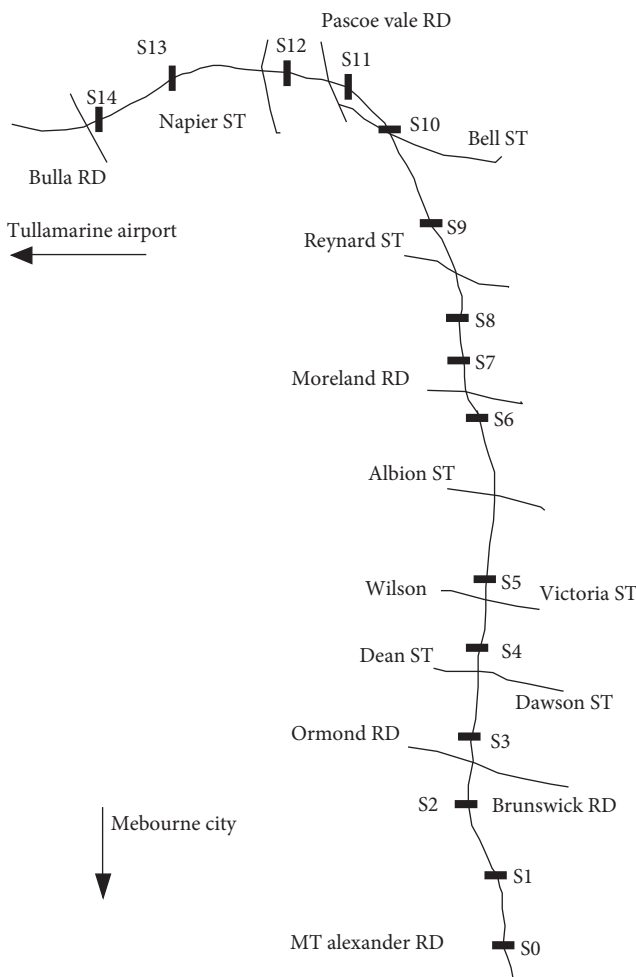 Pascoe vale RD
S12
S13
S11
S14
Napier ST
S10
Bell ST
Bulla RD
Tullamarine airport
S9
Reynard ST
S8
S7
Moreland RD
S6
Albion ST
S5
Wilson
Victoria ST
S4
Dean ST
Dawson ST
Ormond RD
S3
S2
Brunswick RD
Mebourne city
S1
MT alexander RD
S0